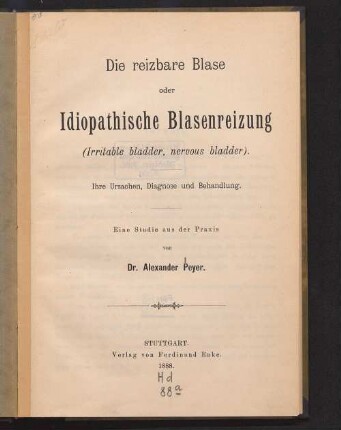 Die reizbare Blase
oder
Idiopathische Blasenreizung
(Irritable bladder, nervous bladder).
Ihre Ursachen, Diagnose und Behandlung.
Eine Studie aus der Praxis
von
Dr. Alexander Peyer.
STUTTGART.
Verlag von Ferdinand Enke.
1888.
Hd
88a